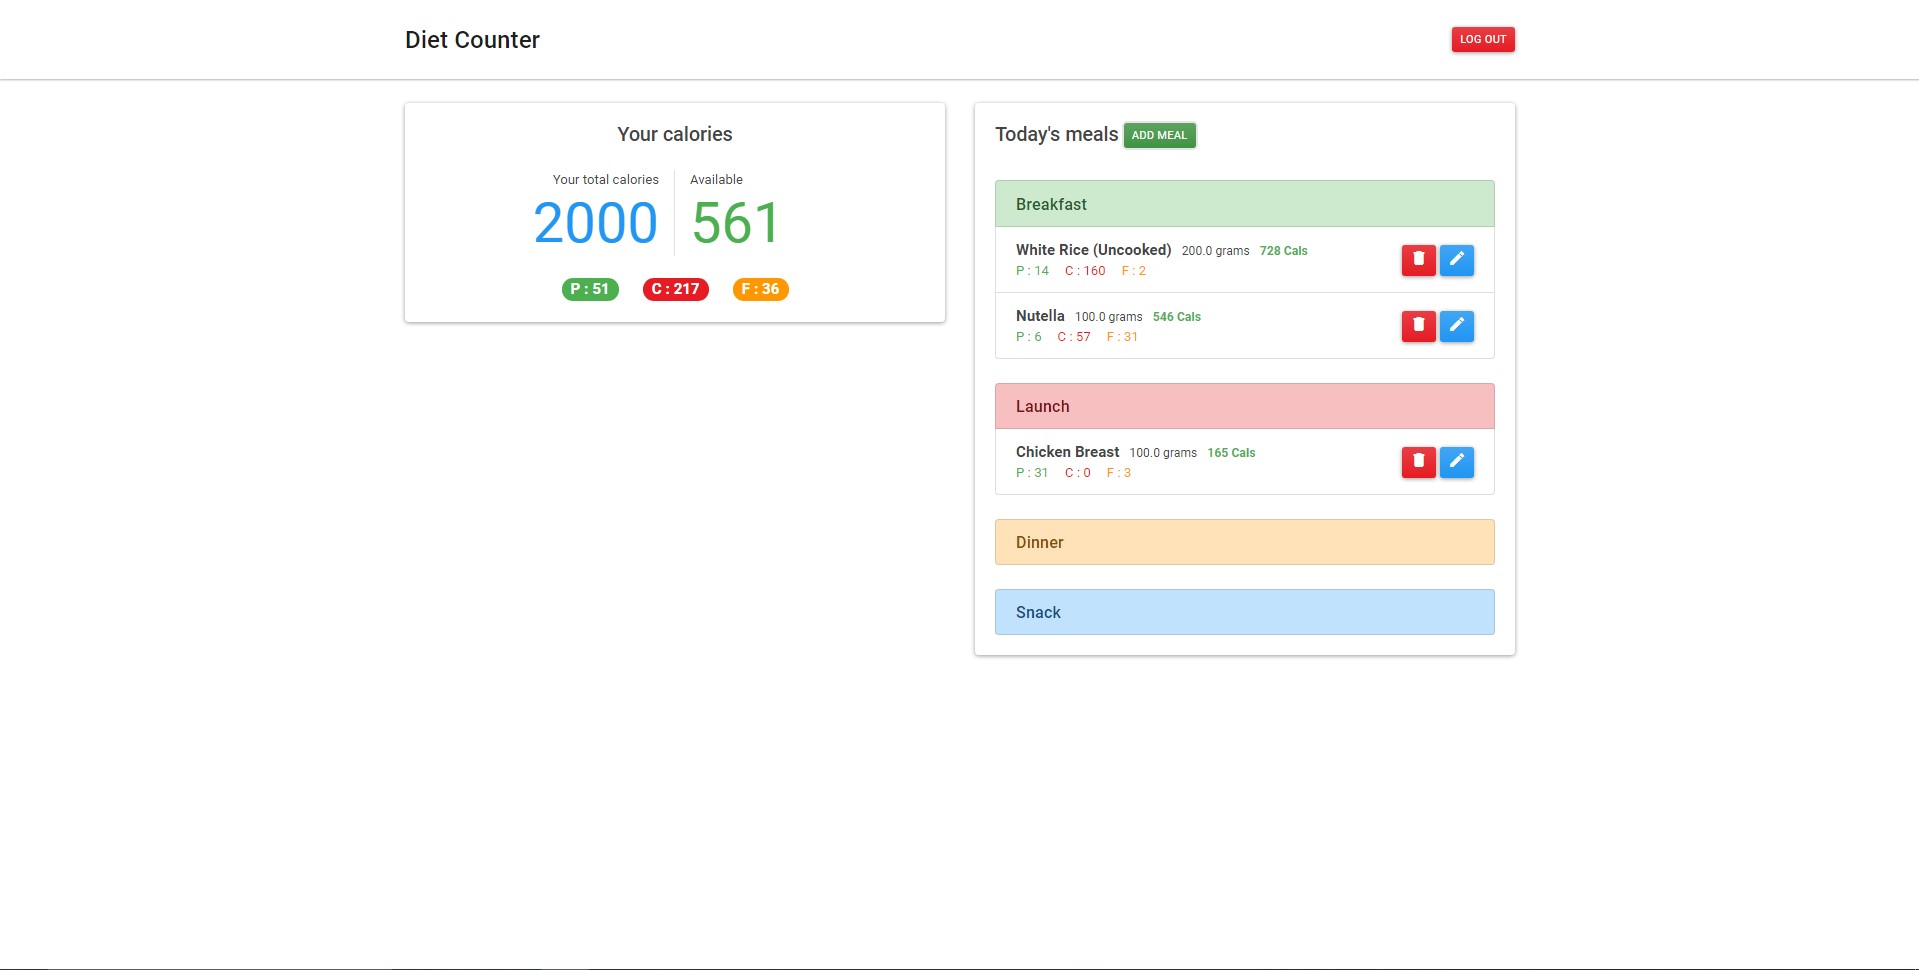 Diet Counter
LOG OUT
Your calories
Your total calories
2000
Available
561
P : 51
C : 217
F : 36
Today's meals
ADD MEAL
Breakfast
White Rice (Uncooked) 200.0 grams 728 Cals
P : 14 C : 160 F : 2
Nutella 100.0 grams 546 Cals
P : 6 C : 57 F : 31
Launch
Chicken Breast 100.0 grams 165 Cals
P : 31 C : 0 F : 3
Dinner
Snack